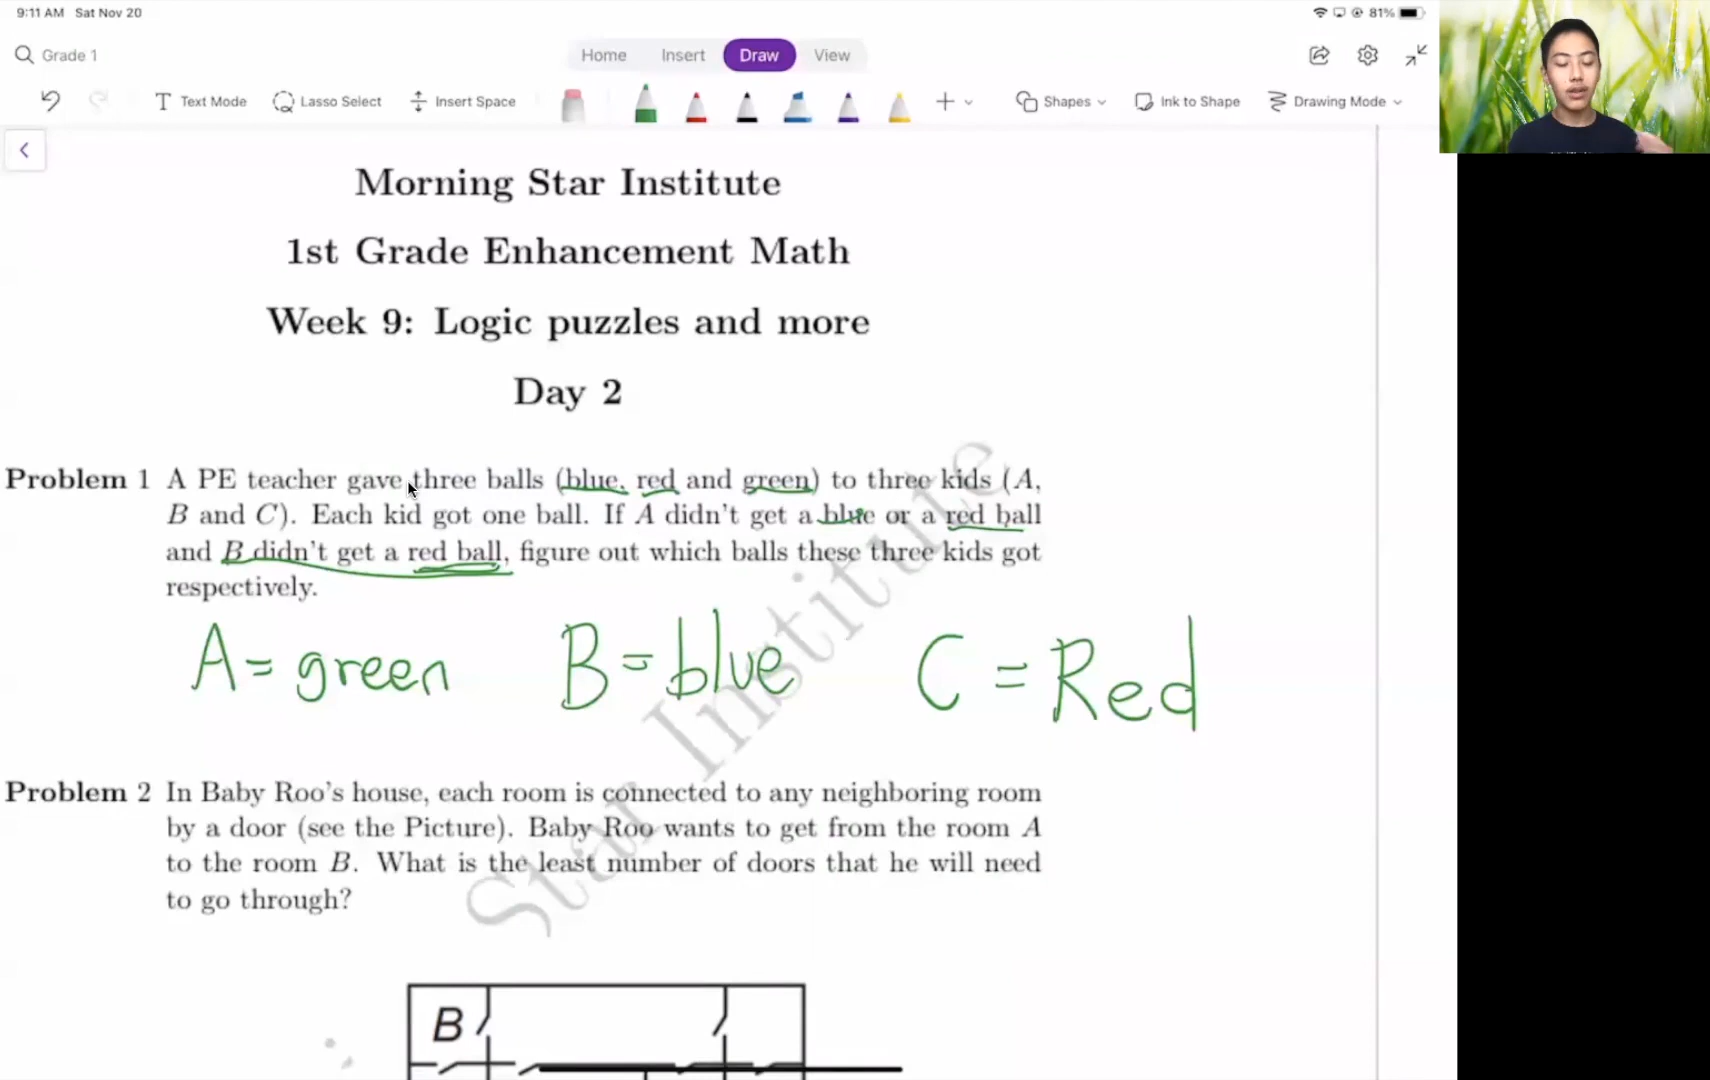 9:11 AM Sat Nov 20
81%
Grade 1
Home Insert Draw View
Text Mode Lasso Select Insert Space Shapes Ink to Shape Drawing Mode
Morning Star Institute
1st Grade Enhancement Math
Week 9: Logic puzzles and more
Day 2
Problem 1 A PE teacher gave three balls (blue, red and green) to three kids (A,
B and C). Each kid got one ball. If A didn't get a blue or a red ball
and B didn't get a red ball, figure out which balls these three kids got
respectively.
A = green B = blue C = Red
Problem 2 In Baby Roo's house, each room is connected to any neighboring room
by a door (see the Picture). Baby Roo wants to get from the room A
to the room B. What is the least number of doors that he will need
to go through?
Star Institute
B